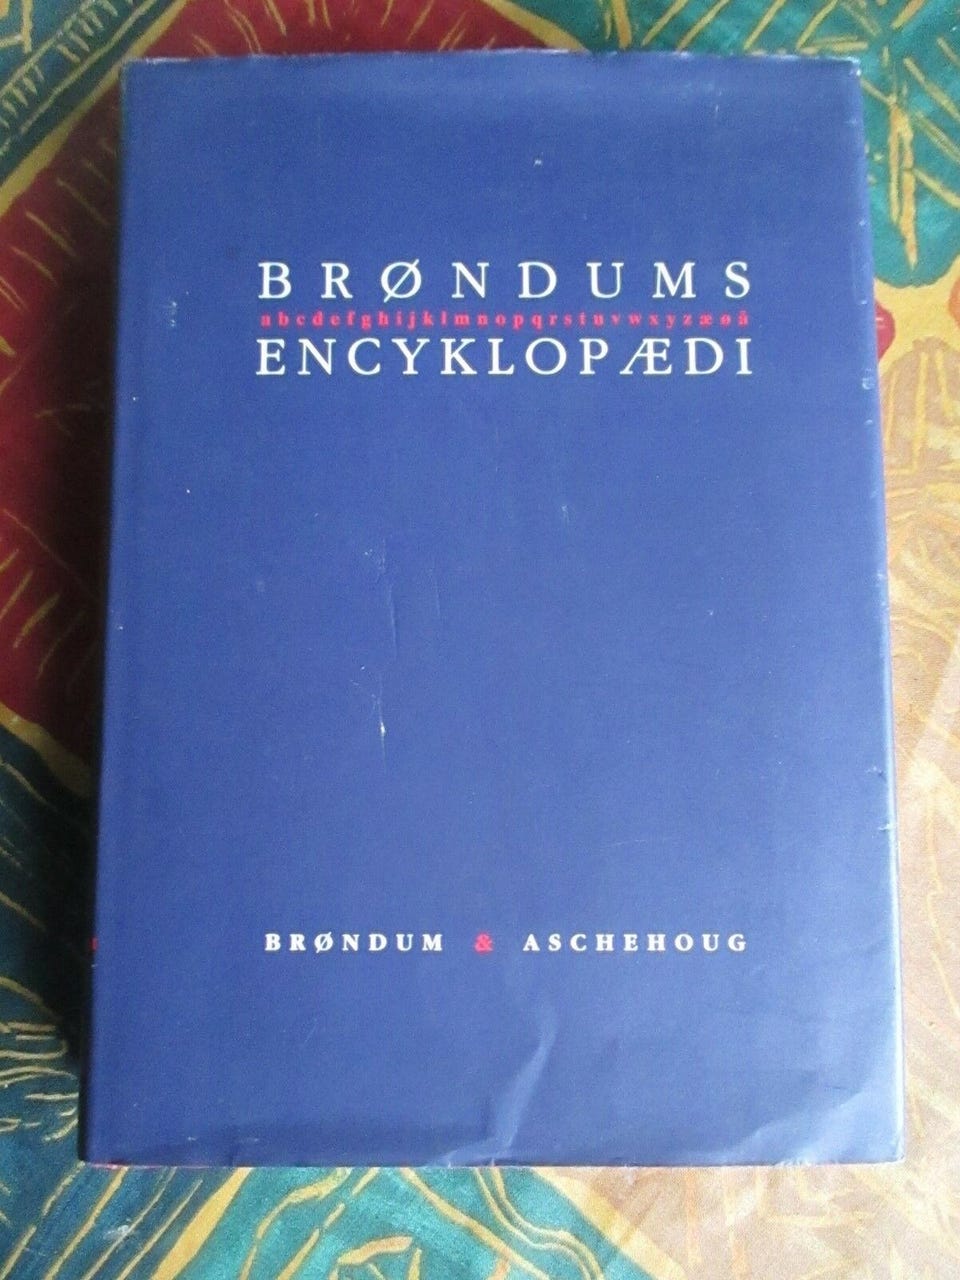 BRØNDUMS
abcdefghijklmnopqrstuvwxyzæøå
ENCYKLOPÆDI
BRØNDUM & ASCHEHOUG